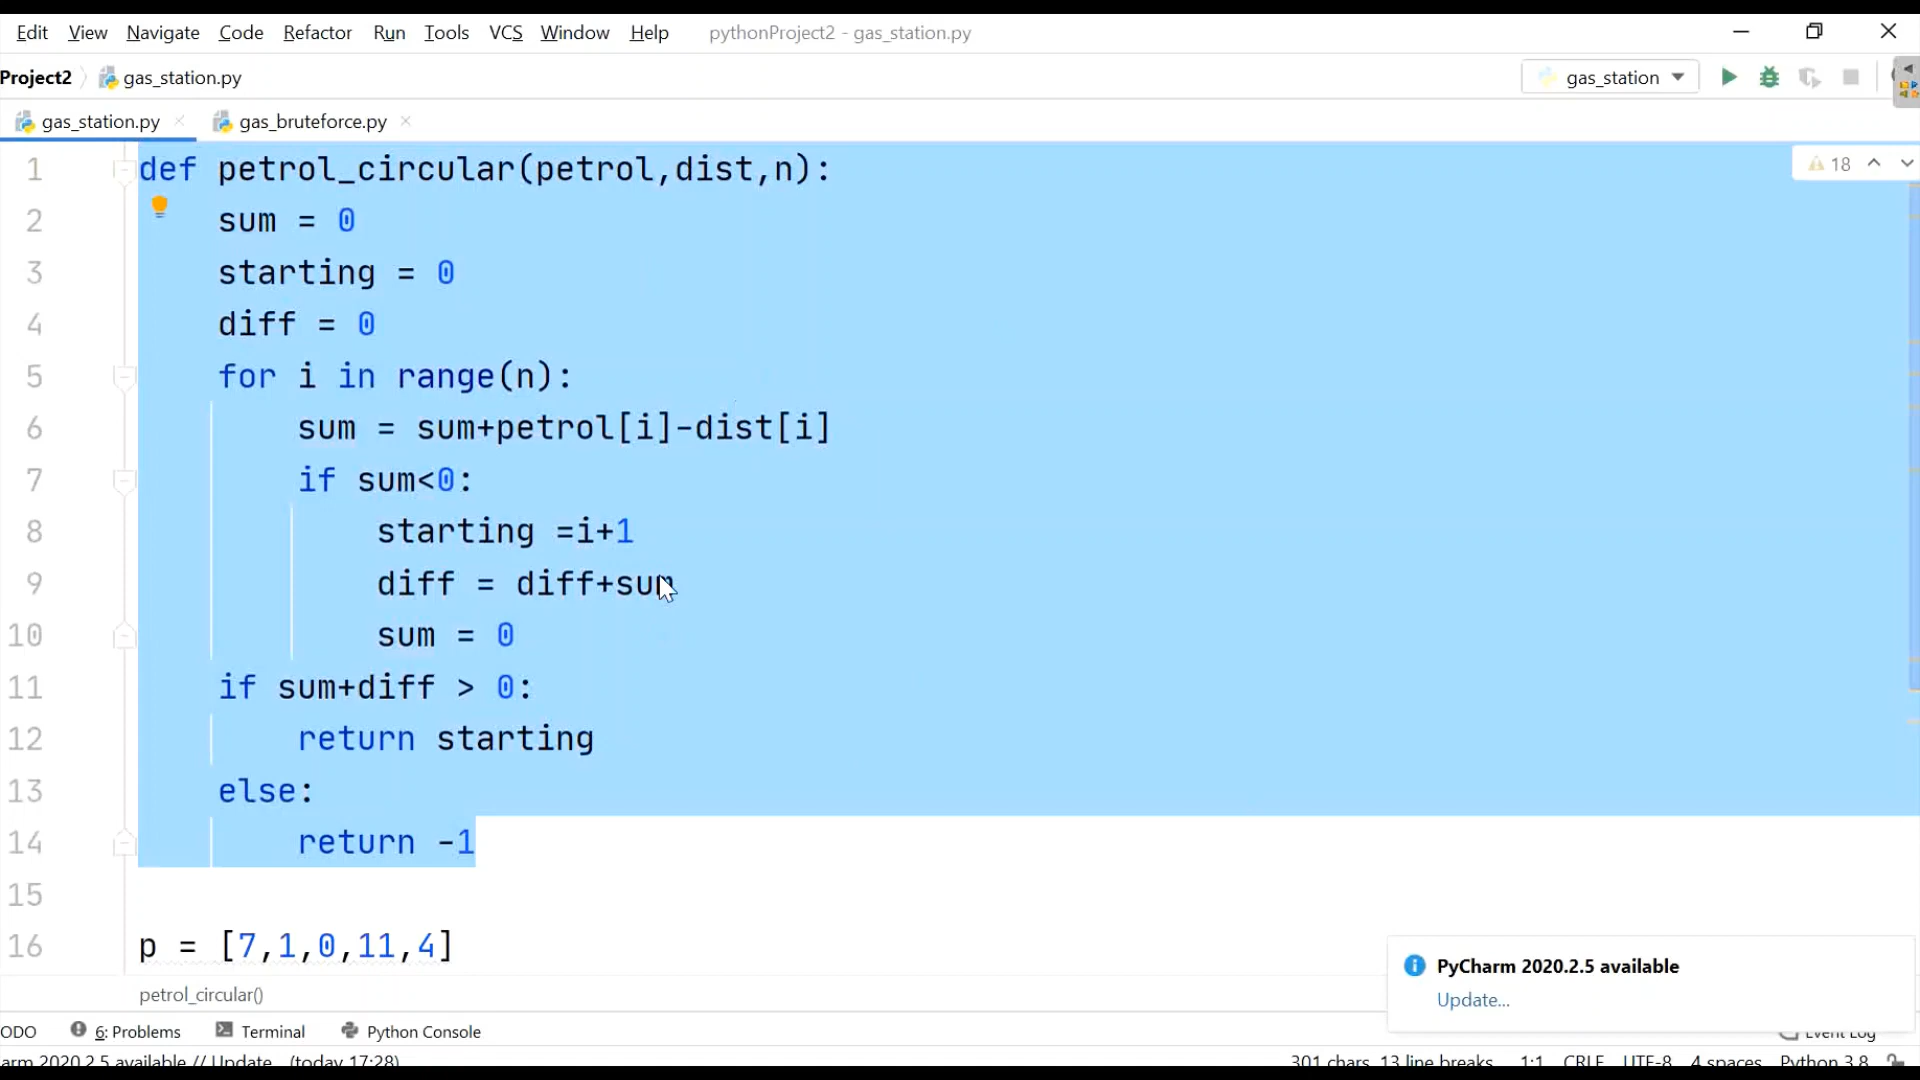 Edit View Navigate Code Refactor Run Tools VCS Window Help pythonProject2 - gas_station.py
Project2 gas_station.py gas_station
gas_station.py gas_bruteforce.py
1 def petrol_circular(petrol,dist,n): 18
2 sum = 0
3 starting = 0
4 diff = 0
5 for i in range(n):
6 sum = sum+petrol[i]-dist[i]
7 if sum<0:
8 starting =i+1
9 diff = diff+sum
10 sum = 0
11 if sum+diff > 0:
12 return starting
13 else:
14 return -1
15
16 p = [7,1,0,11,4]
PyCharm 2020.2.5 available
Update...
petrol_circular()
ODO 6: Problems Terminal Python Console Event Log
arm 2020.2.5 available // Update... (today 17:28) 301 chars, 13 line breaks 1:1 CRLF UTF-8 4 spaces Python 3.8